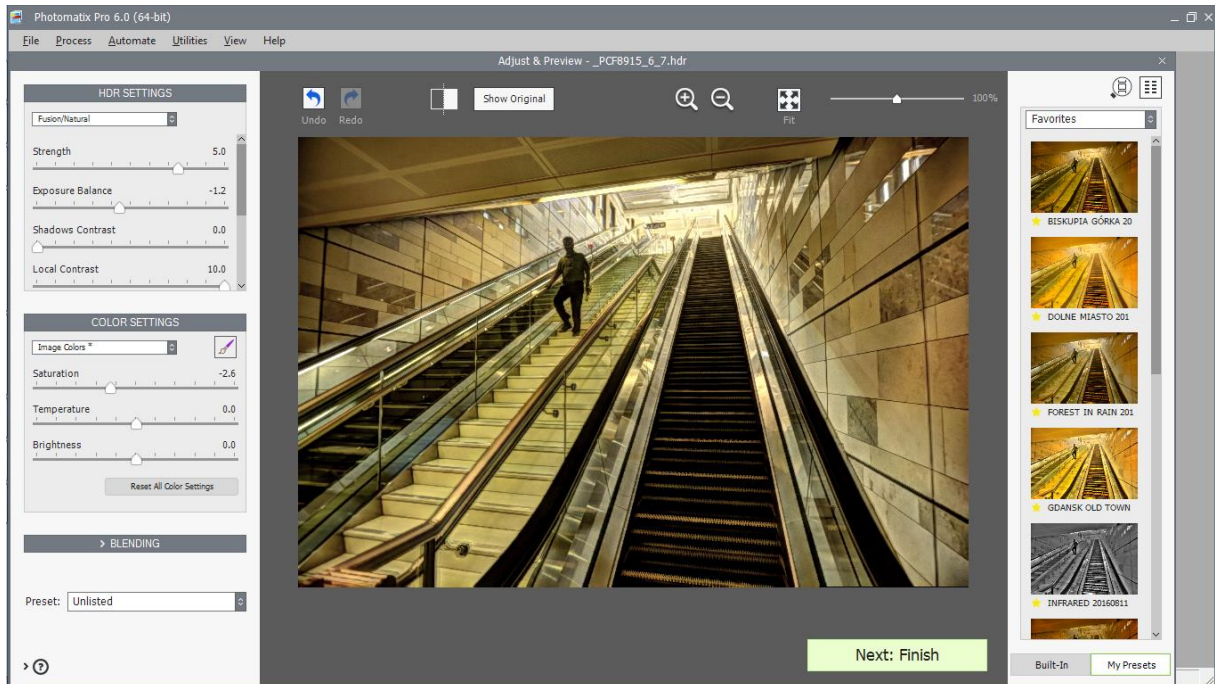 Photomatix Pro 6.0 (64-bit)
File Process Automate Utilities View Help
Adjust & Preview - _PCF8915_6_7.hdr
HDR SETTINGS
Fusion/Natural
Strength 5.0
Exposure Balance -1.2
Shadows Contrast 0.0
Local Contrast 10.0
COLOR SETTINGS
Image Colors *
Saturation -2.6
Temperature 0.0
Brightness 0.0
Reset All Color Settings
> BLENDING
Preset: Unlisted
> ?
Undo Redo
Show Original
Fit
100%
Next: Finish
Favorites
BISKUPIA GÓRKA 20
DOLNE MIASTO 201
FOREST IN RAIN 201
GDANSK OLD TOWN
INFRARED 20160811
Built-In My Presets